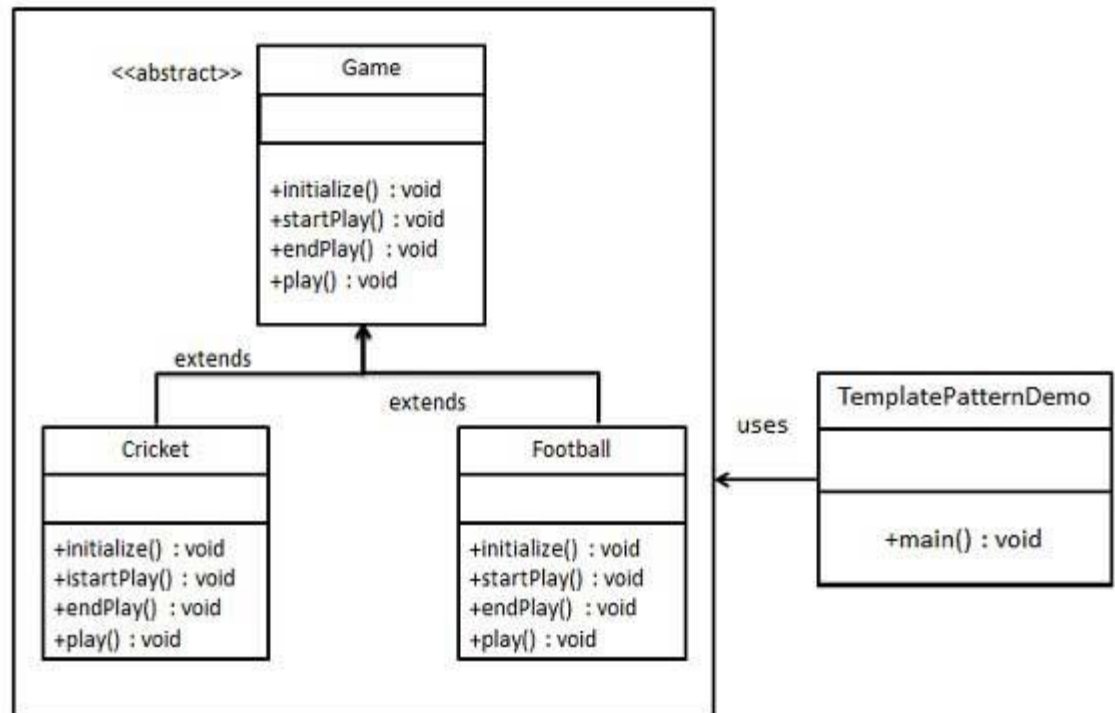 <<abstract>>
Game
+initialize() : void
+startPlay() : void
+endPlay() : void
+play() : void
extends
extends
Cricket
+initialize() : void
+istartPlay() : void
+endPlay() : void
+play() : void
Football
+initialize() : void
+startPlay() : void
+endPlay() : void
+play() : void
uses
TemplatePatternDemo
+main() : void